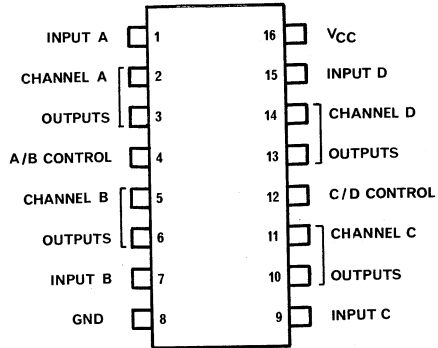 INPUT A 1 16 VCC
CHANNEL A 2 15 INPUT D
OUTPUTS 3 14 CHANNEL D
A/B CONTROL 4 13 OUTPUTS
CHANNEL B 5 12 C/D CONTROL
OUTPUTS 6 11 CHANNEL C
INPUT B 7 10 OUTPUTS
GND 8 9 INPUT C